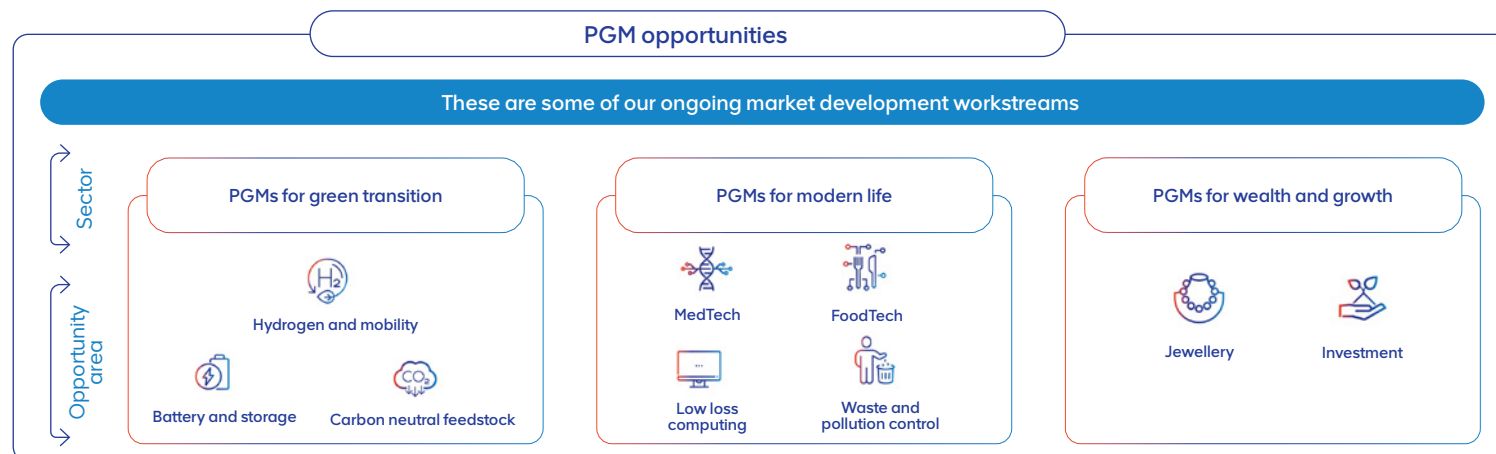 PGM opportunities
These are some of our ongoing market development workstreams
Sector
PGMs for green transition
PGMs for modern life
PGMs for wealth and growth
Opportunity
area
H₂
Hydrogen and mobility
Battery and storage
CO₂
Carbon neutral feedstock
MedTech
FoodTech
Low loss
computing
Waste and
pollution control
Jewellery
Investment